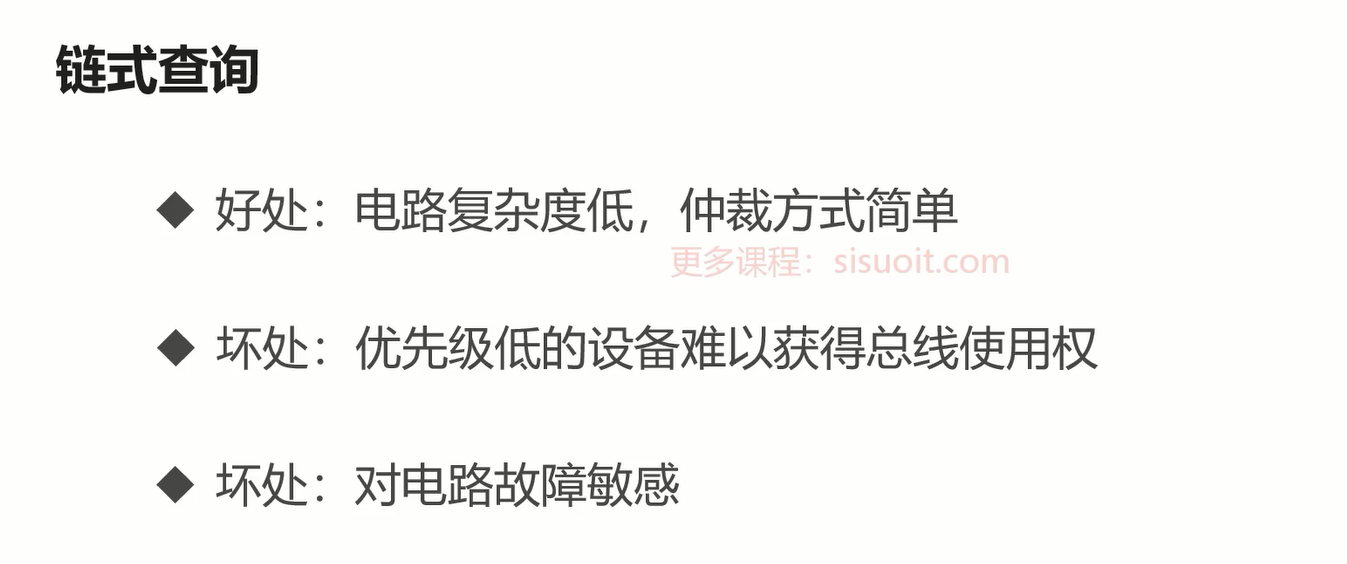 链式查询
◆ 好处：电路复杂度低，仲裁方式简单
更多课程：sisuoit.com
◆ 坏处：优先级低的设备难以获得总线使用权
◆ 坏处：对电路故障敏感